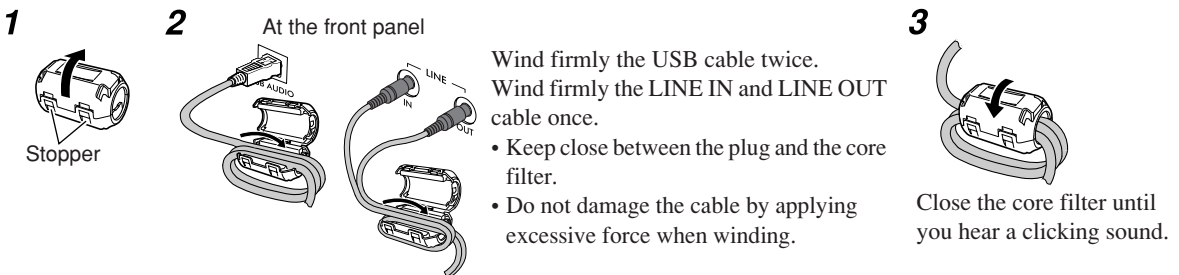 1
Stopper
2
At the front panel
USB AUDIO
LINE
IN
OUT
Wind firmly the USB cable twice.
Wind firmly the LINE IN and LINE OUT
cable once.
• Keep close between the plug and the core
filter.
• Do not damage the cable by applying
excessive force when winding.
3
Close the core filter until
you hear a clicking sound.